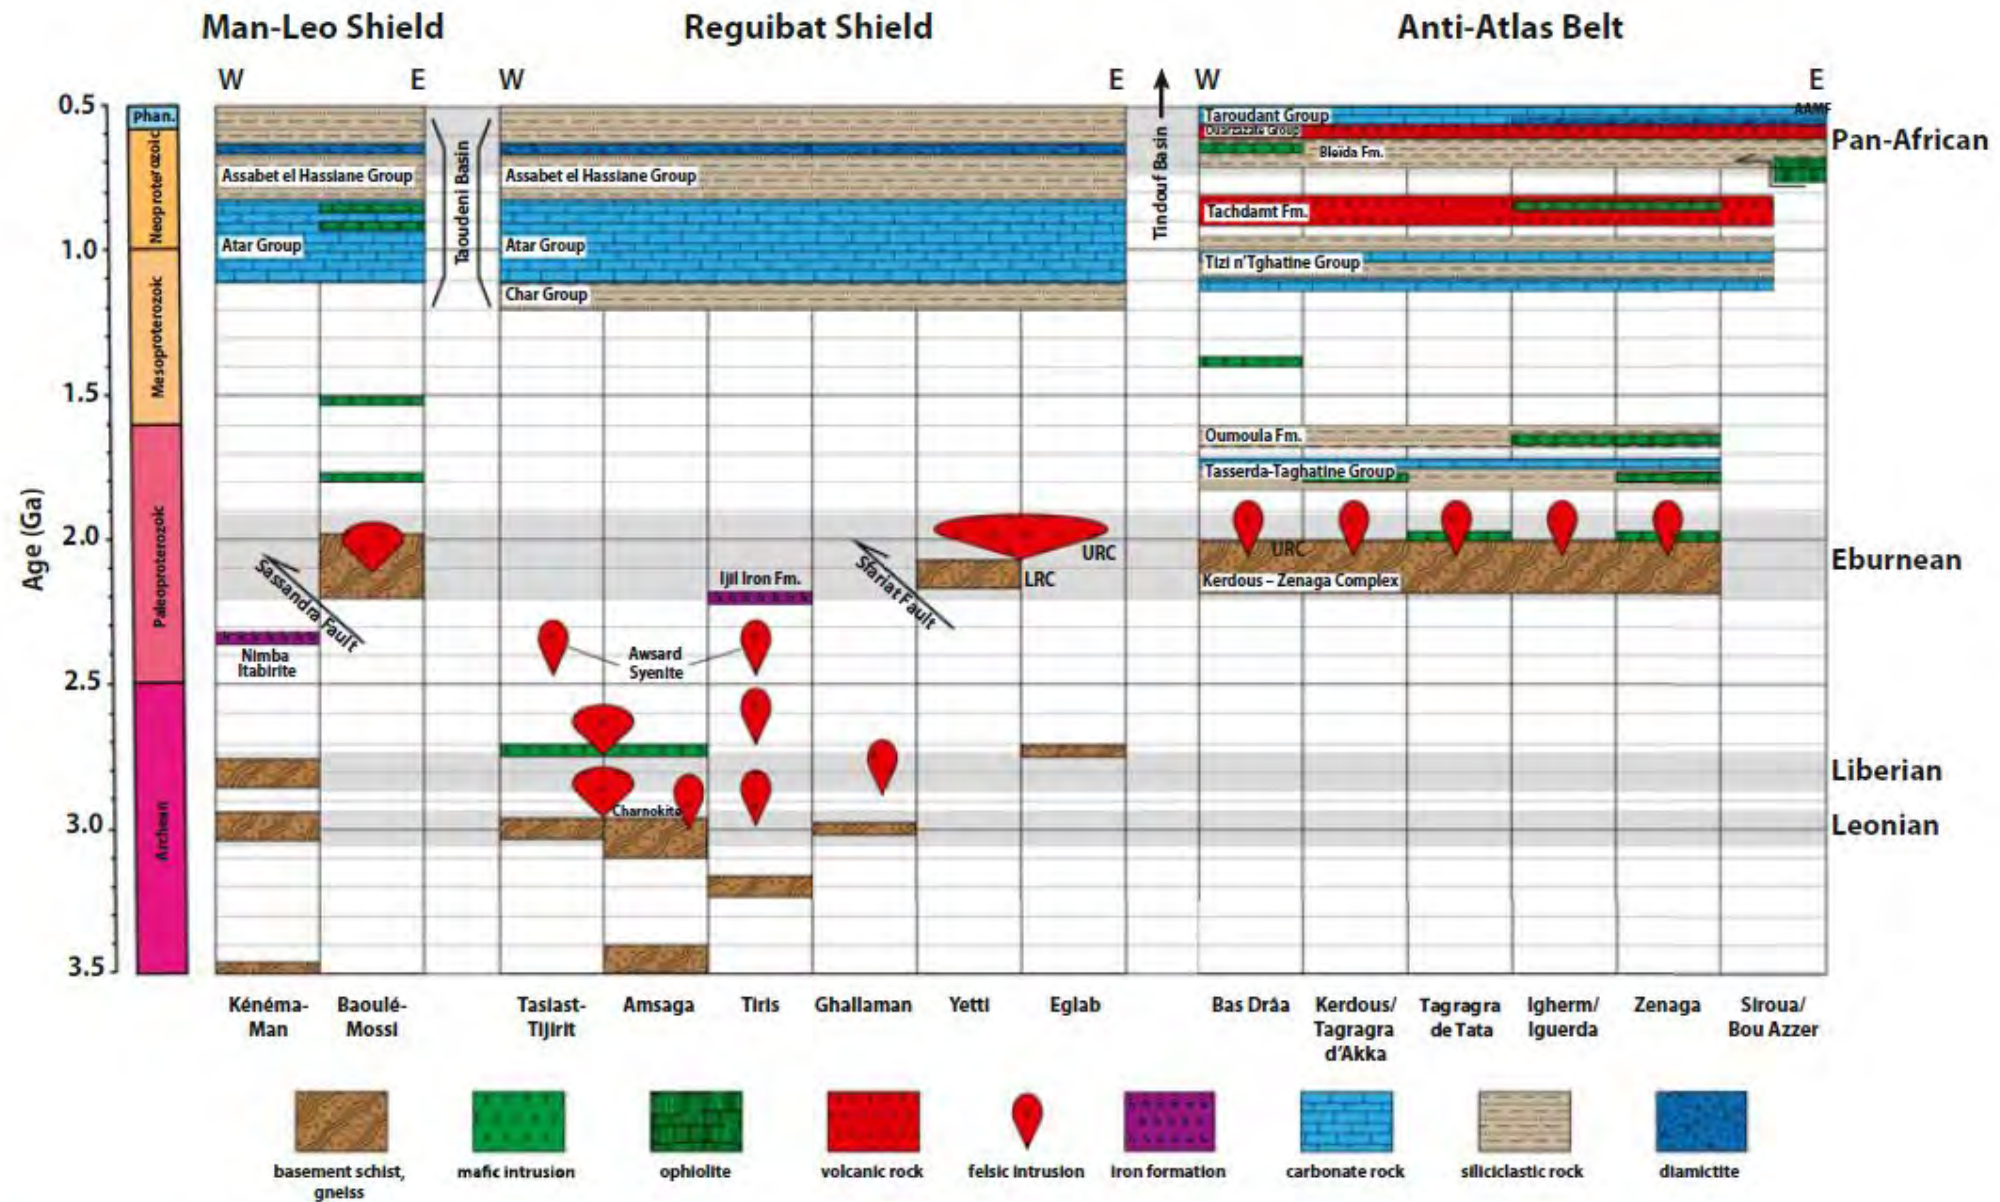 Man-Leo Shield
Reguibat Shield
Anti-Atlas Belt
W
E
W
E
W
E
Age (Ga)
0.5
1.0
1.5
2.0
2.5
3.0
3.5
Phan.
Neoproterozoic
Mesoproterozoic
Paleoproterozoic
Archean
Assabet el Hassiane Group
Atar Group
Sassandra Fault
Nimba
Itabirite
Taoudeni Basin
Assabet el Hassiane Group
Atar Group
Char Group
Ijil Iron Fm.
Awsard
Syenite
Charnokite
Sfariat Fault
URC
LRC
Tindouf Basin
Taroudant Group
AAMF
Ouarzazate Group
Bleïda Fm.
Tachdamt Fm.
Tizi n'Tghatine Group
Oumoula Fm.
Tasserda-Taghatine Group
URC
Kerdous – Zenaga Complex
Pan-African
Eburnean
Liberian
Leonian
Kénéma-
Man
Baoulé-
Mossi
Tasiast-
Tijirit
Amsaga
Tiris
Ghallaman
Yetti
Eglab
Bas Drâa
Kerdous/
Tagragra
d'Akka
Tagragra
de Tata
Igherm/
Iguerda
Zenaga
Siroua/
Bou Azzer
basement schist,
gneiss
mafic intrusion
ophiolite
volcanic rock
felsic intrusion
iron formation
carbonate rock
siliciclastic rock
diamictite